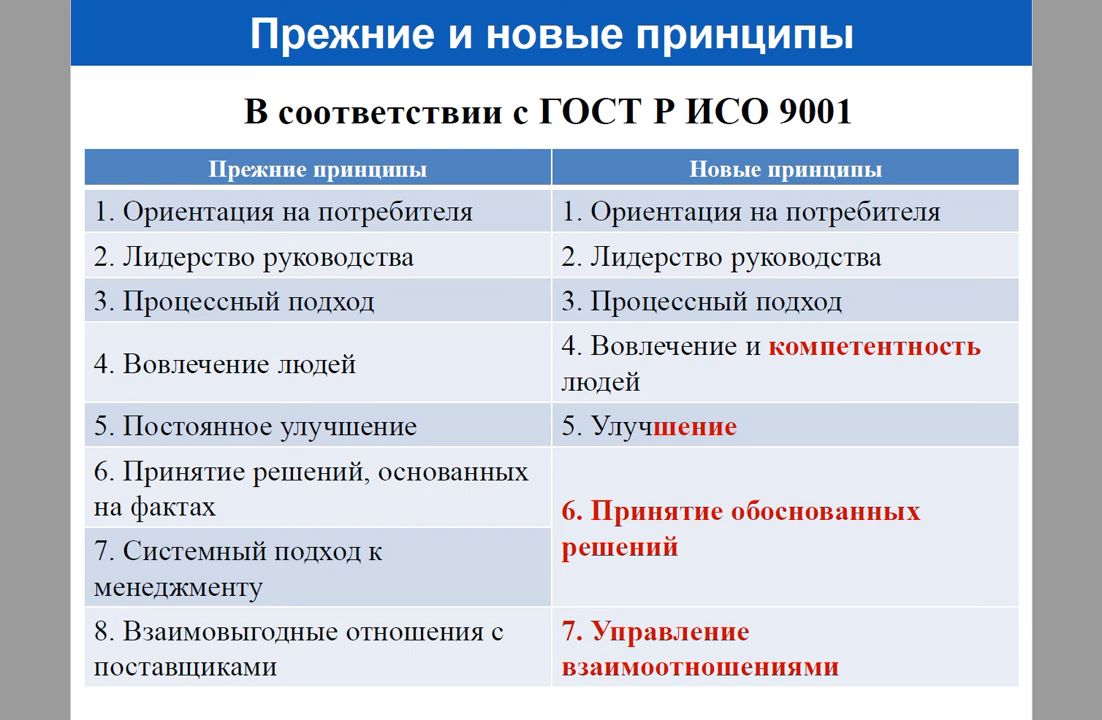 Прежние и новые принципы
В соответствии с ГОСТ Р ИСО 9001
Прежние принципы
Новые принципы
1. Ориентация на потребителя
1. Ориентация на потребителя
2. Лидерство руководства
2. Лидерство руководства
3. Процессный подход
3. Процессный подход
4. Вовлечение людей
4. Вовлечение и компетентность
людей
5. Постоянное улучшение
5. Улучшение
6. Принятие решений, основанных
на фактах
6. Принятие обоснованных
решений
7. Системный подход к
менеджменту
8. Взаимовыгодные отношения с
поставщиками
7. Управление
взаимоотношениями